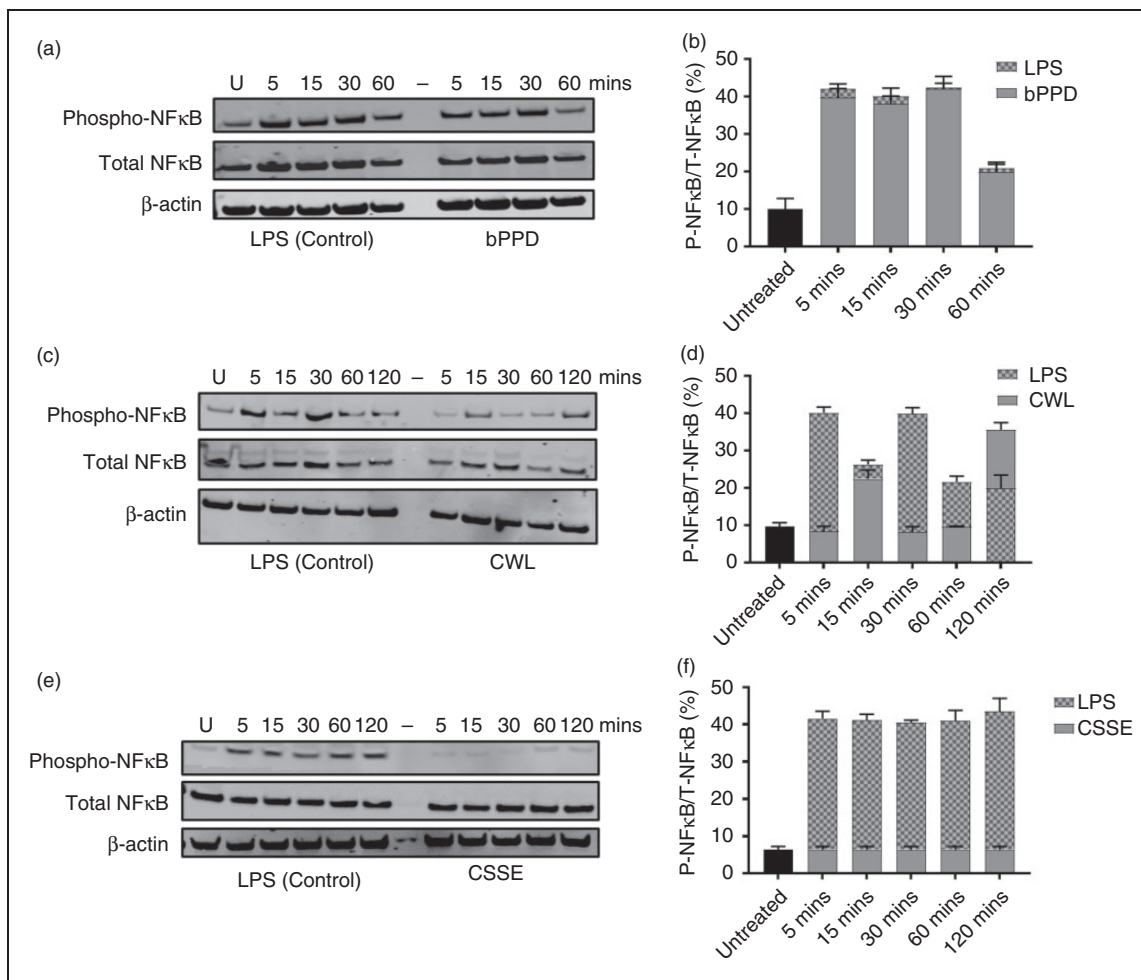 (a)
U 5 15 30 60 – 5 15 30 60 mins
Phospho-NFκB
Total NFκB
β-actin
LPS (Control) bPPD
(b)
P-NFκB/T-NFκB (%)
50
40
30
20
10
0
LPS
bPPD
Untreated
5 mins
15 mins
30 mins
60 mins
(c)
U 5 15 30 60 120 – 5 15 30 60 120 mins
Phospho-NFκB
Total NFκB
β-actin
LPS (Control) CWL
(d)
P-NFκB/T-NFκB (%)
50
40
30
20
10
0
LPS
CWL
Untreated
5 mins
15 mins
30 mins
60 mins
120 mins
(e)
U 5 15 30 60 120 – 5 15 30 60 120 mins
Phospho-NFκB
Total NFκB
β-actin
LPS (Control) CSSE
(f)
P-NFκB/T-NFκB (%)
50
40
30
20
10
0
LPS
CSSE
Untreated
5 mins
15 mins
30 mins
60 mins
120 mins